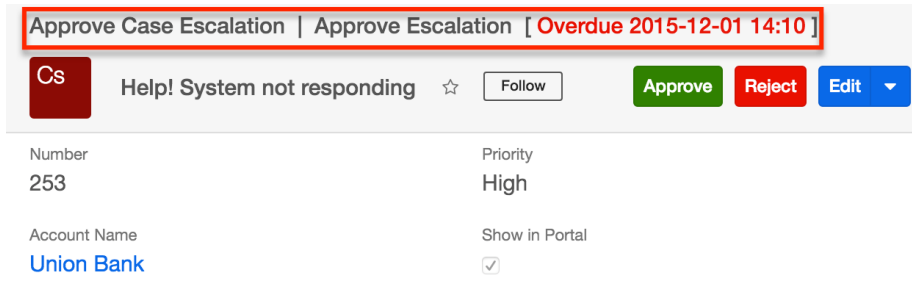 Approve Case Escalation | Approve Escalation [ Overdue 2015-12-01 14:10 ]
Cs Help! System not responding Follow Approve Reject Edit
Number Priority
253 High
Account Name Show in Portal
Union Bank